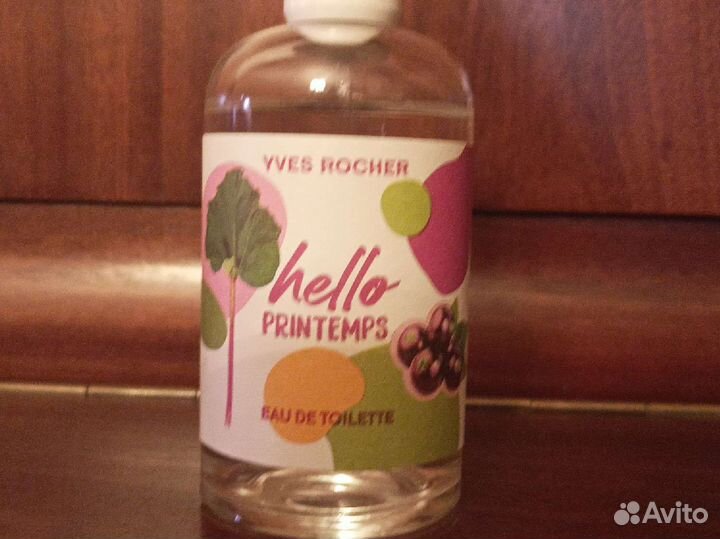 YVES ROCHER
hello
PRINTEMPS
EAU DE TOILETTE
Avito